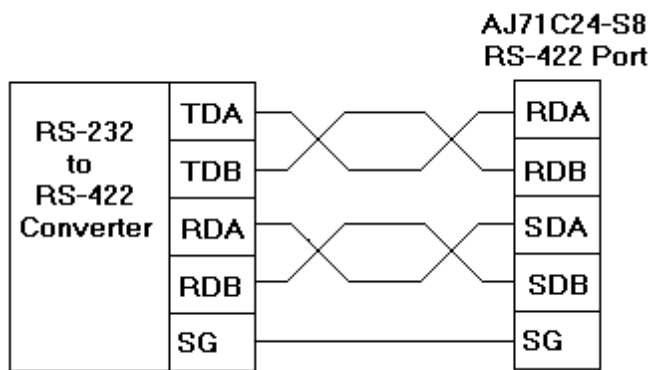 AJ71C24-S8
RS-422 Port
RS-232
to
RS-422
Converter
TDA
TDB
RDA
RDB
SG
RDA
RDB
SDA
SDB
SG